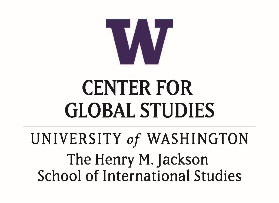 W
CENTER FOR
GLOBAL STUDIES
UNIVERSITY of WASHINGTON
The Henry M. Jackson
School of International Studies